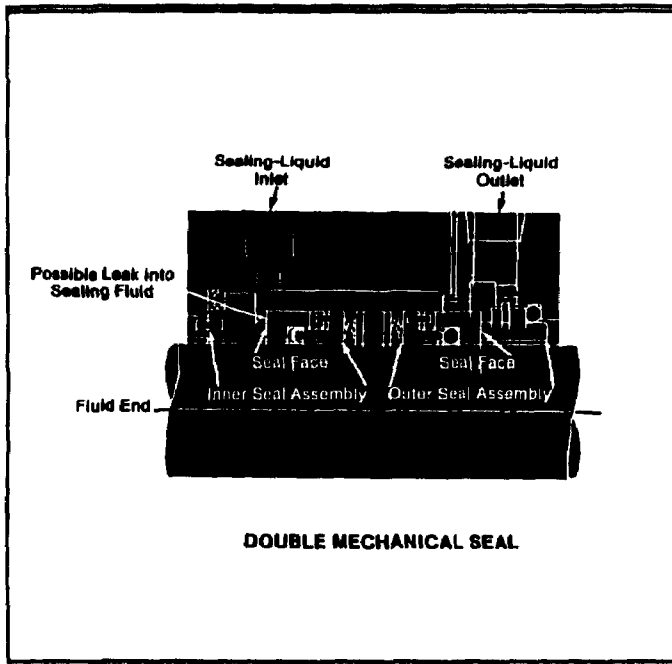 Sealing-Liquid
Inlet
Sealing-Liquid
Outlet
Possible Leak into
Sealing Fluid
Seal Face
Seal Face
Inner Seal Assembly
Outer Seal Assembly
Fluid End
DOUBLE MECHANICAL SEAL